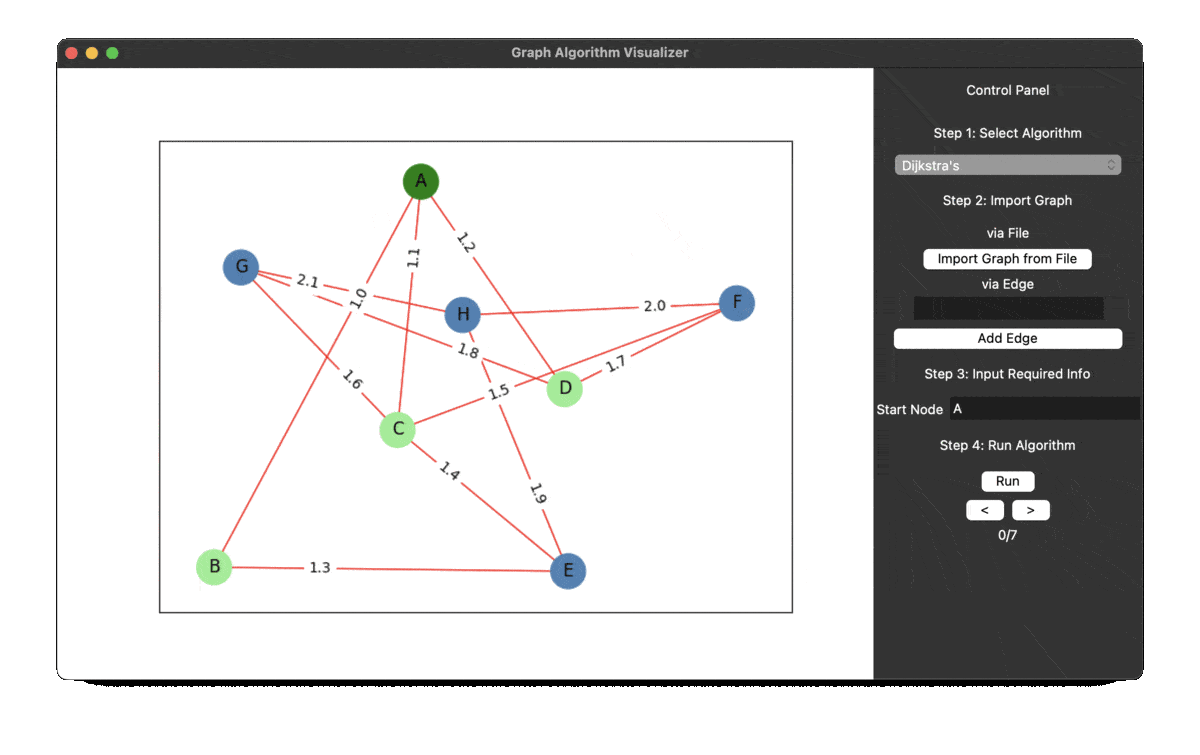 Graph Algorithm Visualizer
Control Panel
Step 1: Select Algorithm
Dijkstra's
Step 2: Import Graph
via File
Import Graph from File
via Edge
Add Edge
Step 3: Input Required Info
Start Node A
Step 4: Run Algorithm
Run
< >
0/7
A
1.2
1.1
G
2.1
1.0
H
2.0
F
1.8
1.7
1.6
1.5
D
C
1.4
1.9
B
1.3
E